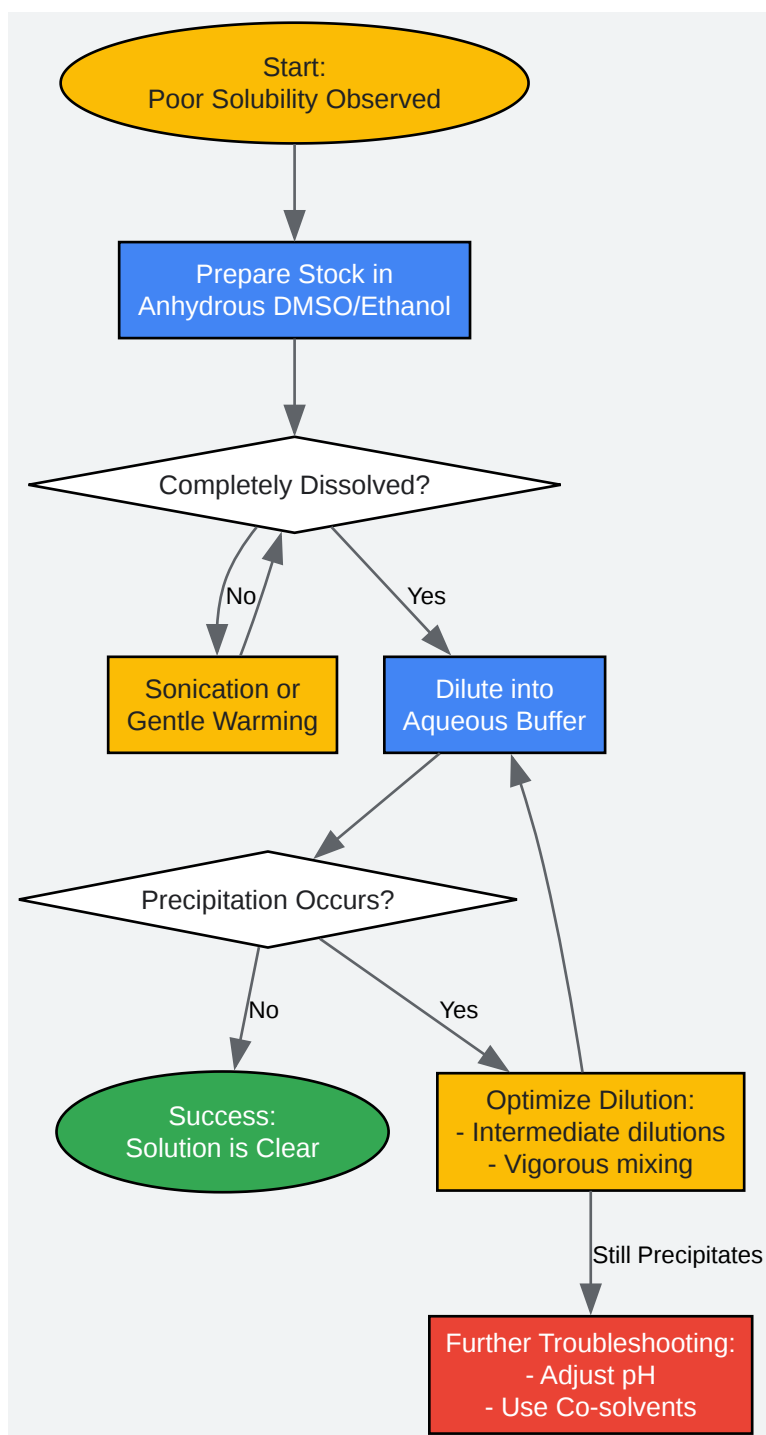 Start:
Poor Solubility Observed
Prepare Stock in
Anhydrous DMSO/Ethanol
Completely Dissolved?
No
Yes
Sonication or
Gentle Warming
Dilute into
Aqueous Buffer
Precipitation Occurs?
No
Yes
Success:
Solution is Clear
Optimize Dilution:
- Intermediate dilutions
- Vigorous mixing
Still Precipitates
Further Troubleshooting:
- Adjust pH
- Use Co-solvents